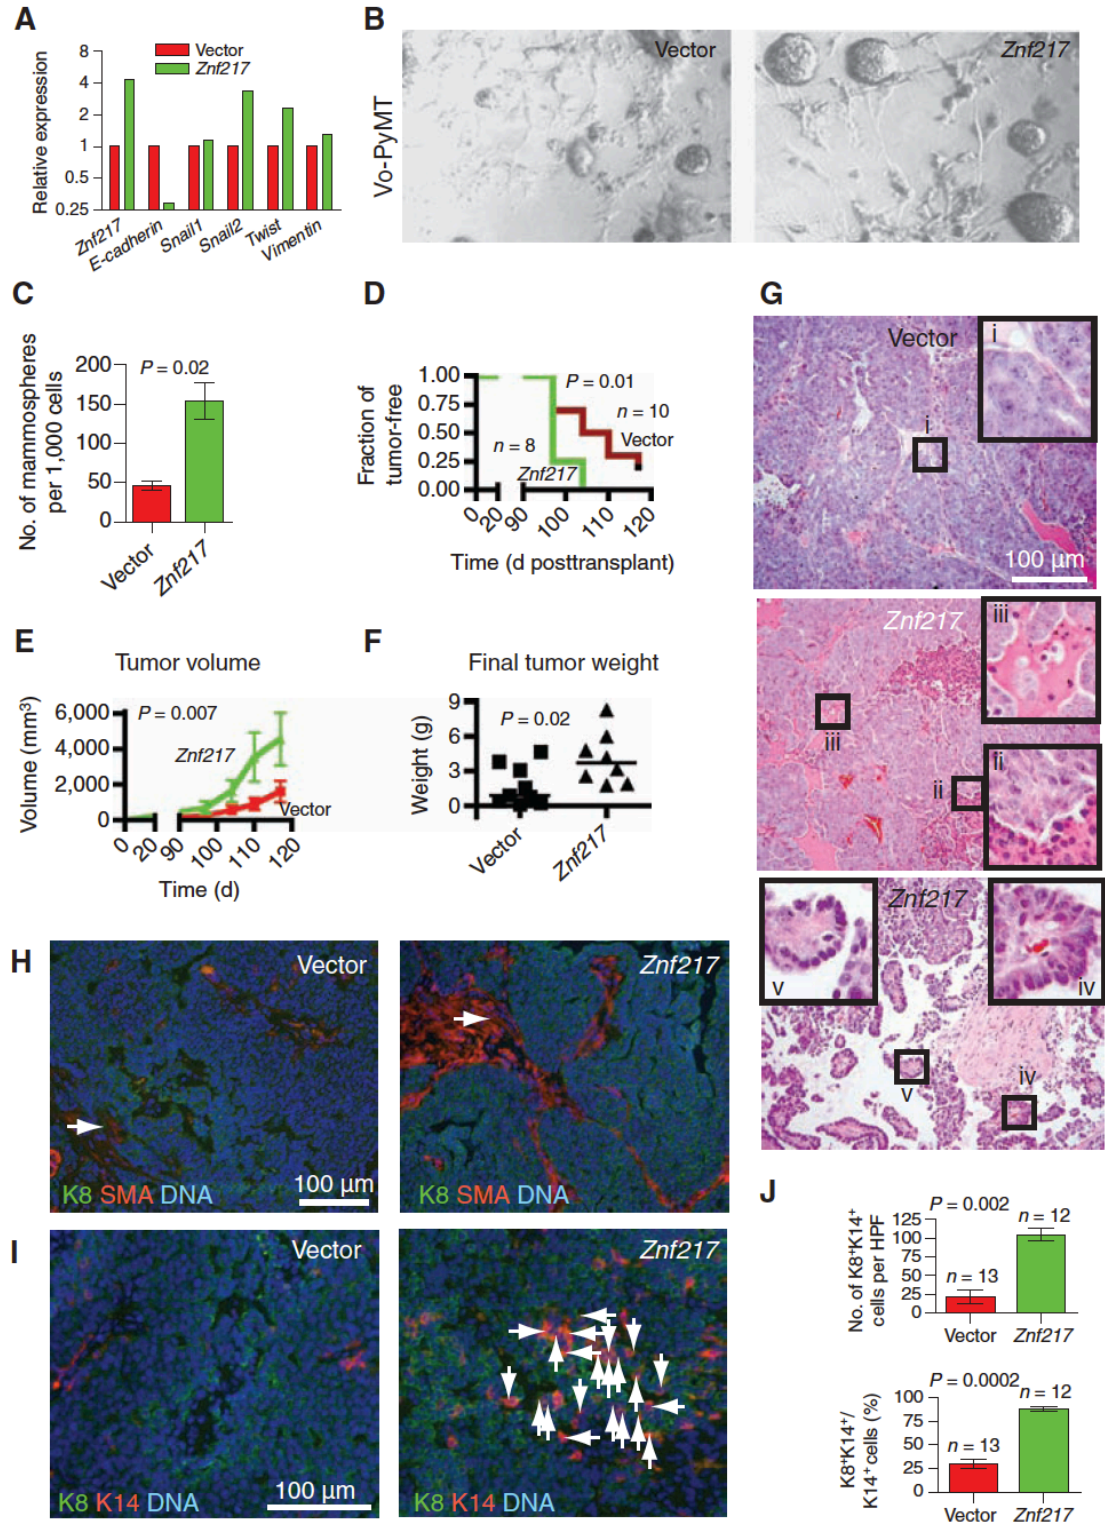 A
Vector
Znf217
Relative expression
8
4
2
1
0.5
0.25
Znf217
E-cadherin
Snail1
Snail2
Twist
Vimentin
B
Vo-PyMT
Vector
Znf217
C
No. of mammospheres
per 1,000 cells
200
150
100
50
0
P = 0.02
Vector
Znf217
D
Fraction of
tumor-free
1.00
0.75
0.50
0.25
0.00
P = 0.01
n = 10
Vector
n = 8
Znf217
0
20
90
100
110
120
Time (d posttransplant)
E
Tumor volume
Volume (mm³)
6,000
4,000
2,000
0
P = 0.007
Znf217
Vector
0
20
90
100
110
120
Time (d)
F
Final tumor weight
Weight (g)
9
6
3
0
P = 0.02
Vector
Znf217
G
Vector
i
i
100 µm
Znf217
iii
iii
ii
ii
Znf217
v
iv
v
iv
H
Vector
K8 SMA DNA
100 µm
Znf217
K8 SMA DNA
I
Vector
K8 K14 DNA
100 µm
Znf217
K8 K14 DNA
J
No. of K8⁺K14⁺
cells per HPF
125
100
75
50
25
0
P = 0.002
n = 12
n = 13
Vector
Znf217
K8⁺K14⁺/
K14⁺ cells (%)
100
75
50
25
0
P = 0.0002
n = 12
n = 13
Vector
Znf217